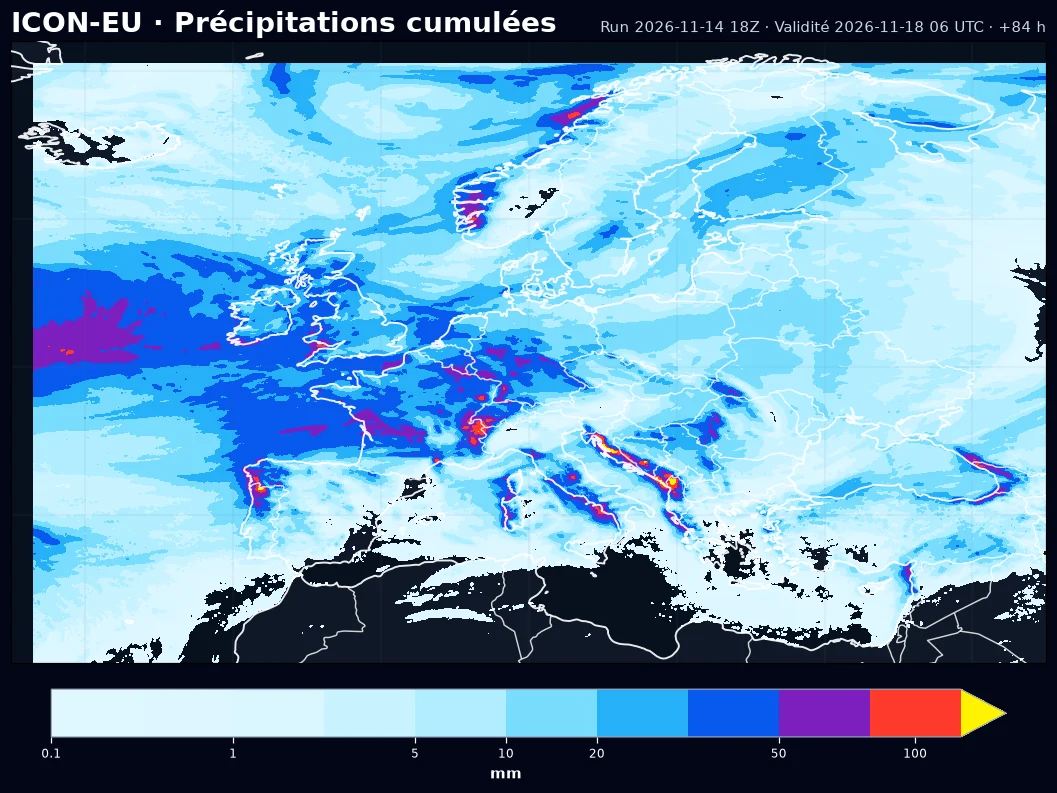 ICON-EU · Précipitations cumulées
Run 2026-11-14 18Z · Validité 2026-11-18 06 UTC · +84 h
0.1 1 5 10 20 50 100
mm